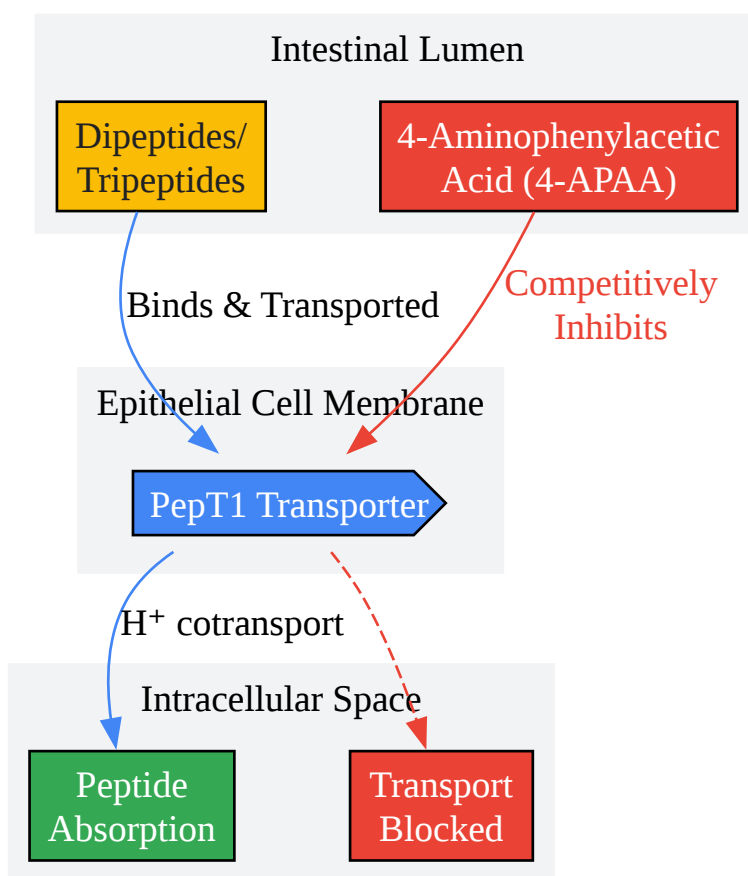 Intestinal Lumen
Dipeptides/
Tripeptides
4-Aminophenylacetic
Acid (4-APAA)
Binds & Transported
Competitively
Inhibits
Epithelial Cell Membrane
PepT1 Transporter
H⁺ cotransport
Intracellular Space
Peptide
Absorption
Transport
Blocked